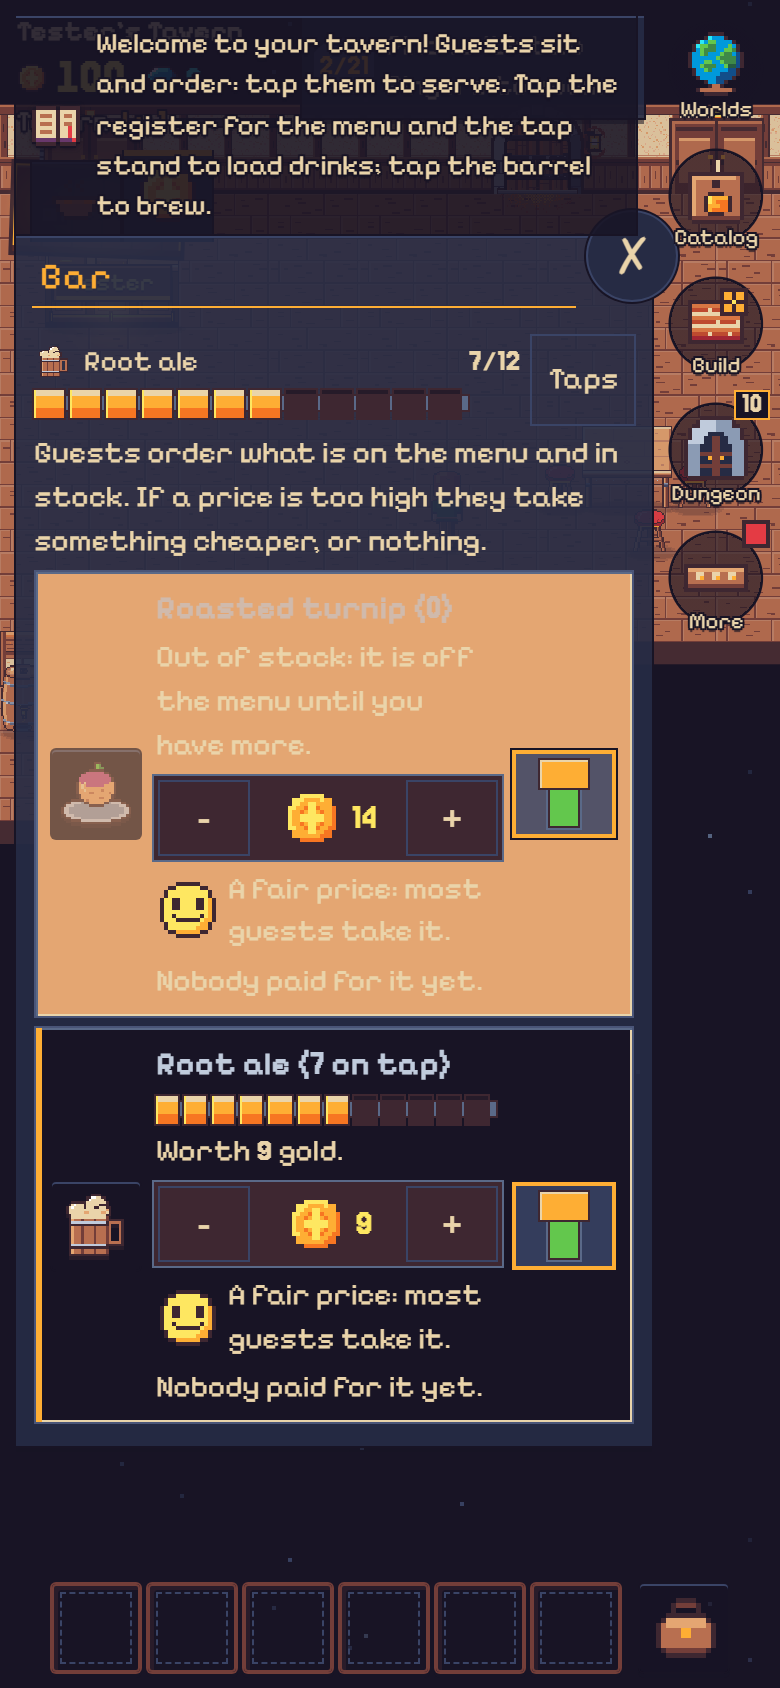 Tester's Tavern
100
2/21
Welcome to your tavern! Guests sit
and order: tap them to serve. Tap the
register for the menu and the tap
stand to load drinks; tap the barrel
to brew.
Worlds
Catalog
Build
10
Dungeon
More
X
Bar
Root ale
7/12
Taps
Guests order what is on the menu and in
stock. If a price is too high they take
something cheaper, or nothing.
Roasted turnip (0)
Out of stock: it is off
the menu until you
have more.
- 14 +
A fair price: most
guests take it.
Nobody paid for it yet.
Root ale (7 on tap)
Worth 9 gold.
- 9 +
A fair price: most
guests take it.
Nobody paid for it yet.